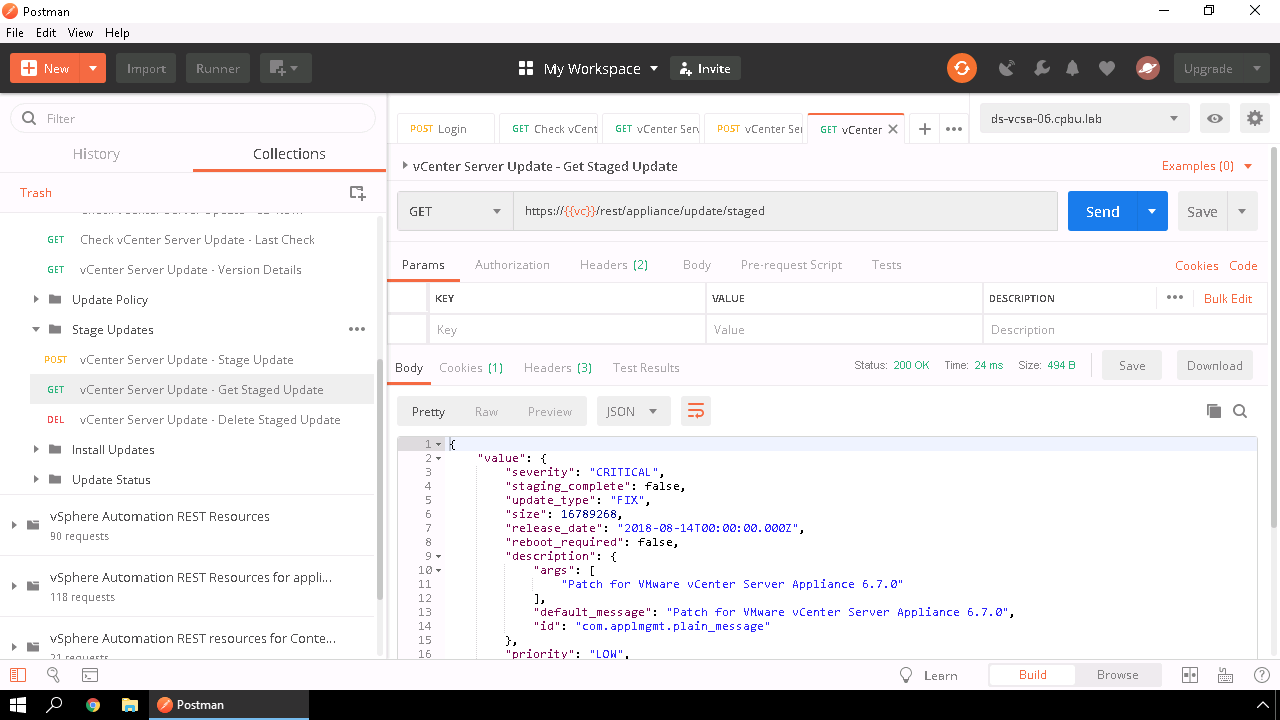 Postman
File Edit View Help
New Import Runner My Workspace Invite Upgrade
Filter
History Collections
Trash
Check vCenter Server Update - Last Check
GET
GET vCenter Server Update - Version Details
Update Policy
Stage Updates
POST vCenter Server Update - Stage Update
GET vCenter Server Update - Get Staged Update
DEL vCenter Server Update - Delete Staged Update
Install Updates
Update Status
vSphere Automation REST Resources
90 requests
vSphere Automation REST Resources for appli...
118 requests
vSphere Automation REST resources for Conte...
21 requests
POST Login GET Check vCent GET vCenter Serv POST vCenter Ser GET vCenter
ds-vcsa-06.cpbu.lab
vCenter Server Update - Get Staged Update Examples (0)
GET https://{{vc}}/rest/appliance/update/staged Send Save
Params Authorization Headers (2) Body Pre-request Script Tests Cookies Code
KEY VALUE DESCRIPTION Bulk Edit
Key Value Description
Body Cookies (1) Headers (3) Test Results Status: 200 OK Time: 24 ms Size: 494 B Save Download
Pretty Raw Preview JSON
1 {
2 "value": {
3 "severity": "CRITICAL",
4 "staging_complete": false,
5 "update_type": "FIX",
6 "size": 16789268,
7 "release_date": "2018-08-14T00:00:00.000Z",
8 "reboot_required": false,
9 "description": {
10 "args": [
11 "Patch for VMware vCenter Server Appliance 6.7.0"
12 ],
13 "default_message": "Patch for VMware vCenter Server Appliance 6.7.0",
14 "id": "com.applmgmt.plain_message"
15 },
16 "priority": "LOW",
Learn Build Browse
Postman